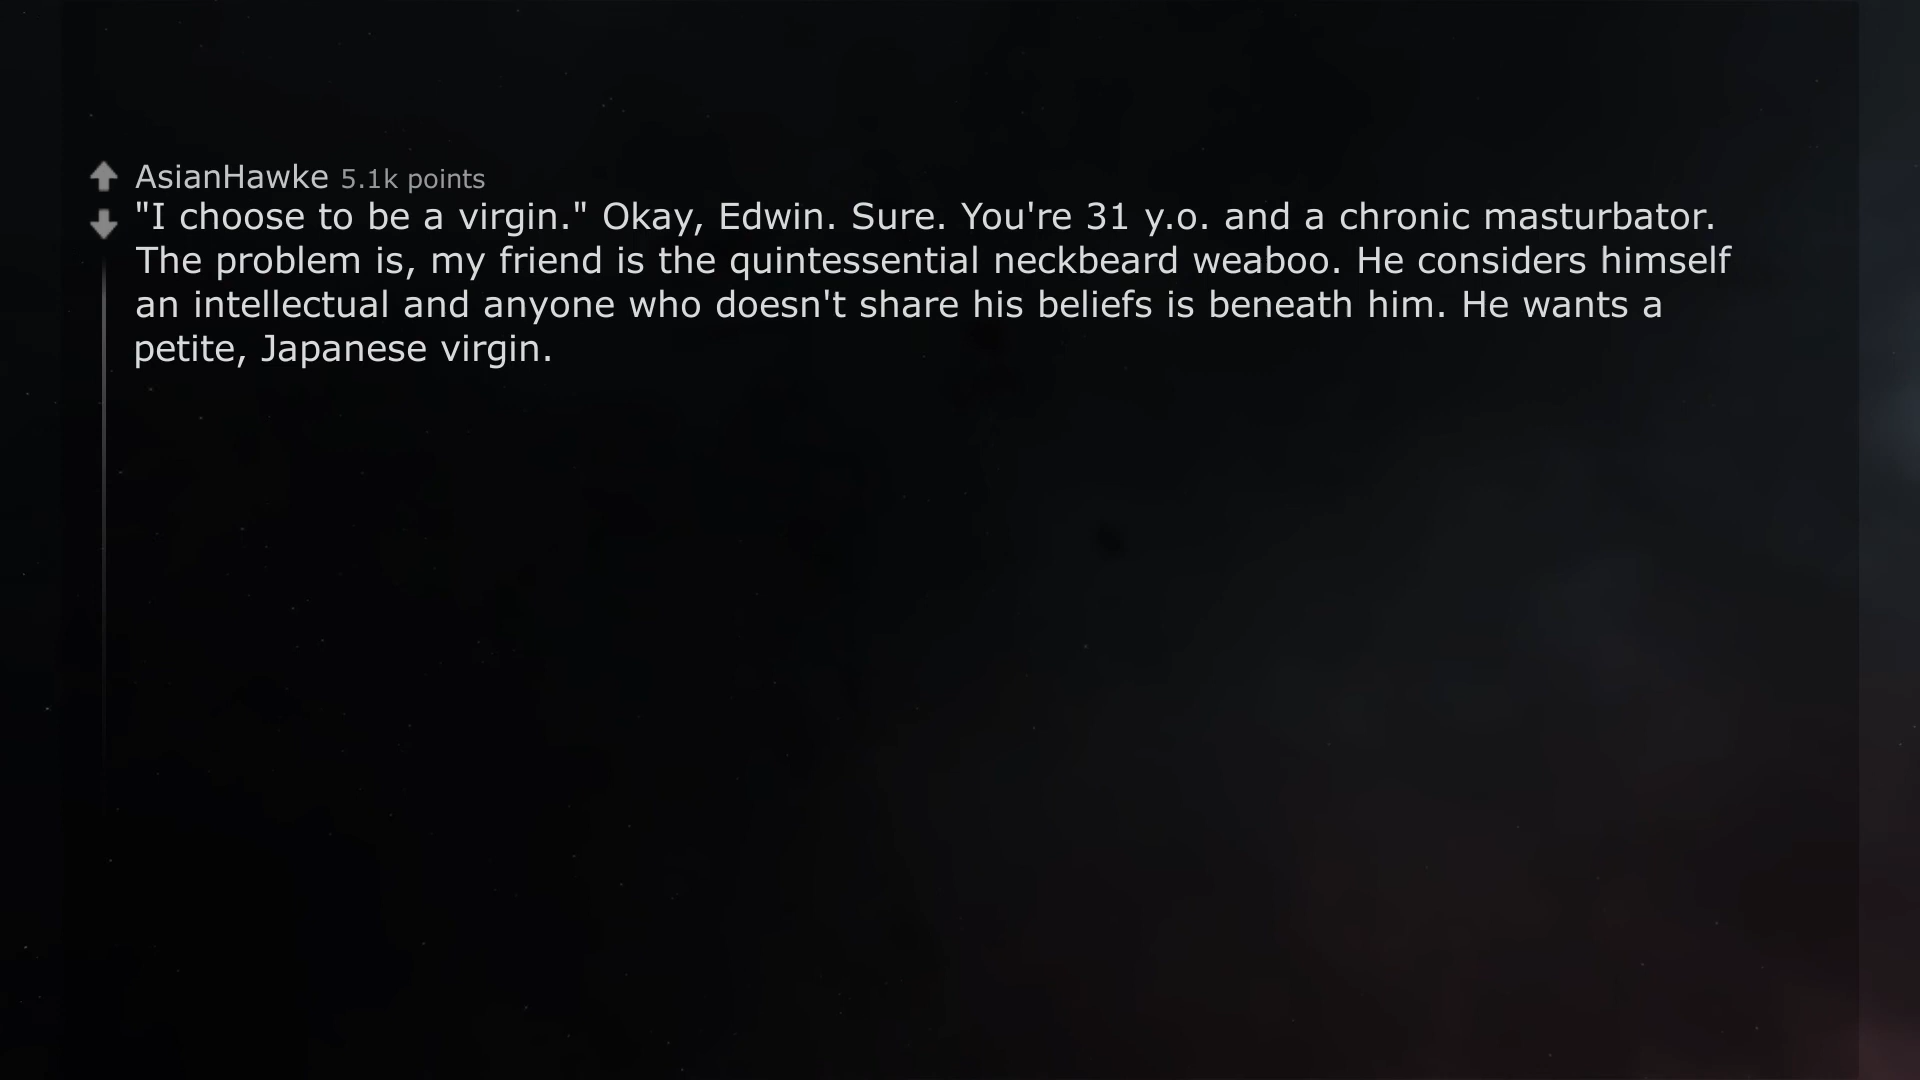 AsianHawke 5.1k points
"I choose to be a virgin." Okay, Edwin. Sure. You're 31 y.o. and a chronic masturbator.
The problem is, my friend is the quintessential neckbeard weaboo. He considers himself
an intellectual and anyone who doesn't share his beliefs is beneath him. He wants a
petite, Japanese virgin.